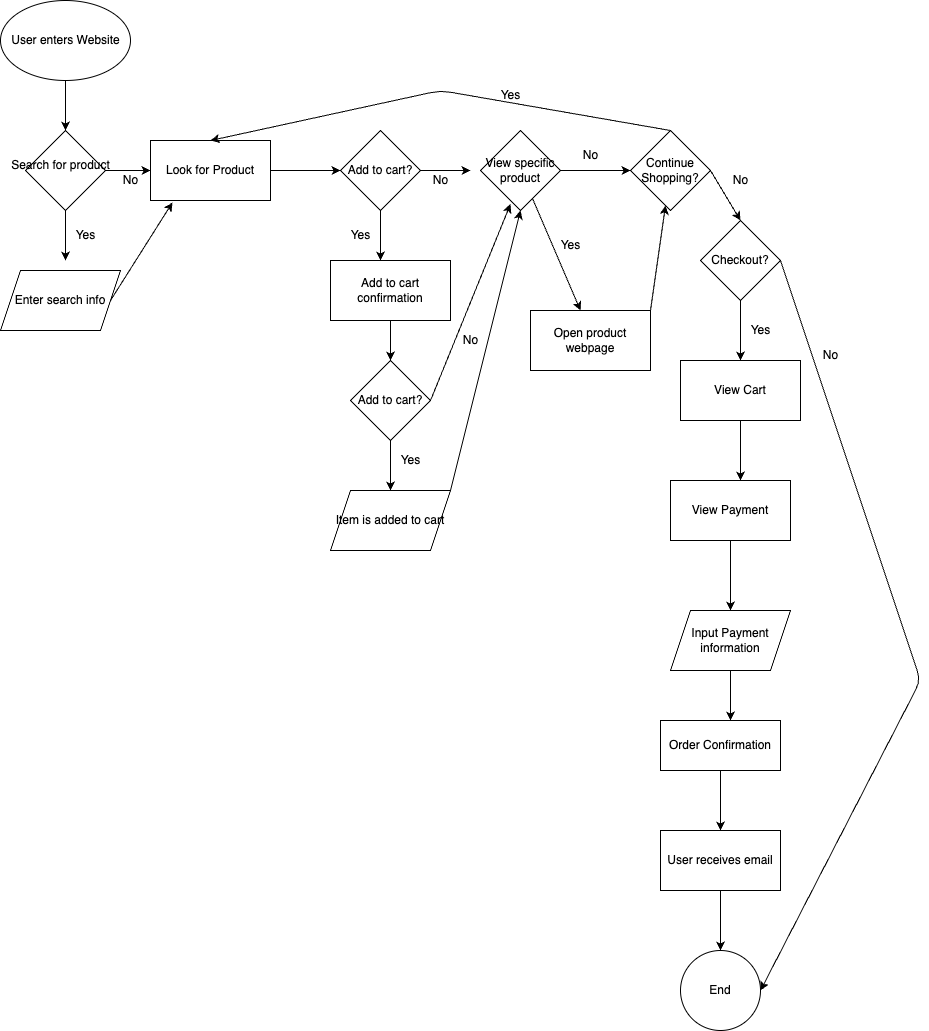 User enters Website
Yes
Search for product
No
Look for Product
Add to cart?
No
View specific
product
No
Continue
Shopping?
No
Yes
Yes
Yes
Checkout?
Enter search info
Add to cart
confirmation
No
Open product
webpage
Yes
No
Add to cart?
View Cart
Yes
Item is added to cart
View Payment
Input Payment
information
Order Confirmation
User receives email
End